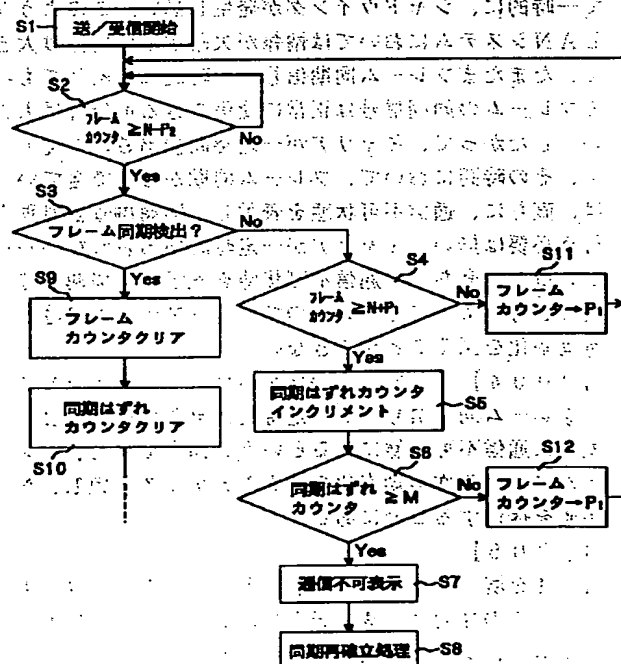 S1
送／受信開始
S2
フレーム
カウンタ ≧N−P₂
No
Yes
S3
フレーム同期検出？
No
Yes
S4
フレーム
カウンタ ≧N+P₁
No
Yes
S11
フレーム
カウンタ→P₁
S9
フレーム
カウンタクリア
同期はずれカウンタ
インクリメント
S5
同期はずれ
カウンタクリア
S10
S6
同期はずれ
カウンタ ≧M
No
Yes
S12
フレーム
カウンタ→P₁
通信不可表示
S7
同期再確立処理
S8